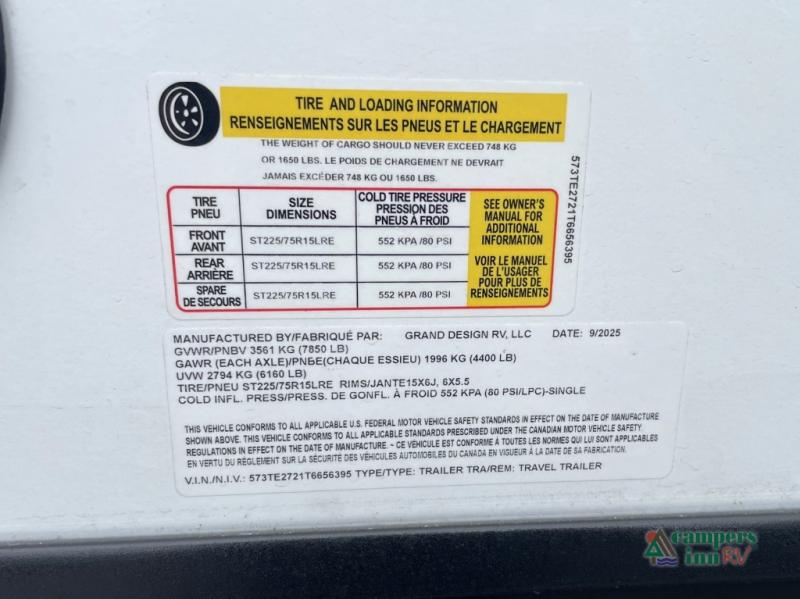 TIRE AND LOADING INFORMATION
RENSEIGNEMENTS SUR LES PNEUS ET LE CHARGEMENT
THE WEIGHT OF CARGO SHOULD NEVER EXCEED 748 KG
OR 1650 LBS. LE POIDS DE CHARGEMENT NE DEVRAIT
JAMAIS EXCÉDER 748 KG OU 1650 LBS.
TIRE
PNEU
SIZE
DIMENSIONS
COLD TIRE PRESSURE
PRESSION DES
PNEUS À FROID
FRONT
AVANT
ST225/75R15LRE
552 KPA /80 PSI
REAR
ARRIÈRE
ST225/75R15LRE
552 KPA /80 PSI
SPARE
DE SECOURS
ST225/75R15LRE
552 KPA /80 PSI
SEE OWNER'S
MANUAL FOR
ADDITIONAL
INFORMATION
VOIR LE MANUEL
DE L'USAGER
POUR PLUS DE
RENSEIGNEMENTS
573TE2721T6656395
MANUFACTURED BY/FABRIQUÉ PAR: GRAND DESIGN RV, LLC DATE: 9/2025
GVWR/PNBV 3561 KG (7850 LB)
GAWR (EACH AXLE)/PNBE(CHAQUE ESSIEU) 1996 KG (4400 LB)
UVW 2794 KG (6160 LB)
TIRE/PNEU ST225/75R15LRE RIMS/JANTE15X6J, 6X5.5
COLD INFL. PRESS/PRESS. DE GONFL. À FROID 552 KPA (80 PSI/LPC)-SINGLE
THIS VEHICLE CONFORMS TO ALL APPLICABLE U.S. FEDERAL MOTOR VEHICLE SAFETY STANDARDS IN EFFECT ON THE DATE OF MANUFACTURE
SHOWN ABOVE. THIS VEHICLE CONFORMS TO ALL APPLICABLE STANDARDS PRESCRIBED UNDER THE CANADIAN MOTOR VEHICLE SAFETY
REGULATIONS IN EFFECT ON THE DATE OF MANUFACTURE. - CE VÉHICULE EST CONFORME À TOUTES LES NORMES QUI LUI SONT APPLICABLES
EN VERTU DU RÈGLEMENT SUR LA SÉCURITÉ DES VÉHICULES AUTOMOBILES DU CANADA EN VIGUEUR À LA DATE DE SA FABRICATION.
V.I.N./N.I.V.: 573TE2721T6656395 TYPE/TYPE: TRAILER TRA/REM: TRAVEL TRAILER
campers
inn RV